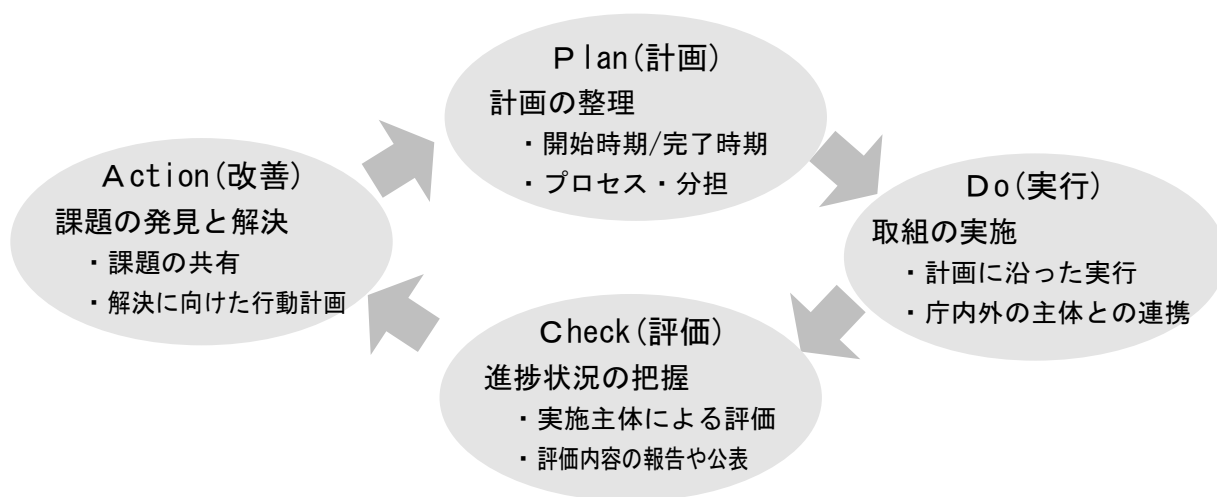 Plan(計画)
計画の整理
・開始時期/完了時期
・プロセス・分担
Do(実行)
取組の実施
・計画に沿った実行
・庁内外の主体との連携
Check(評価)
進捗状況の把握
・実施主体による評価
・評価内容の報告や公表
Action(改善)
課題の発見と解決
・課題の共有
・解決に向けた行動計画